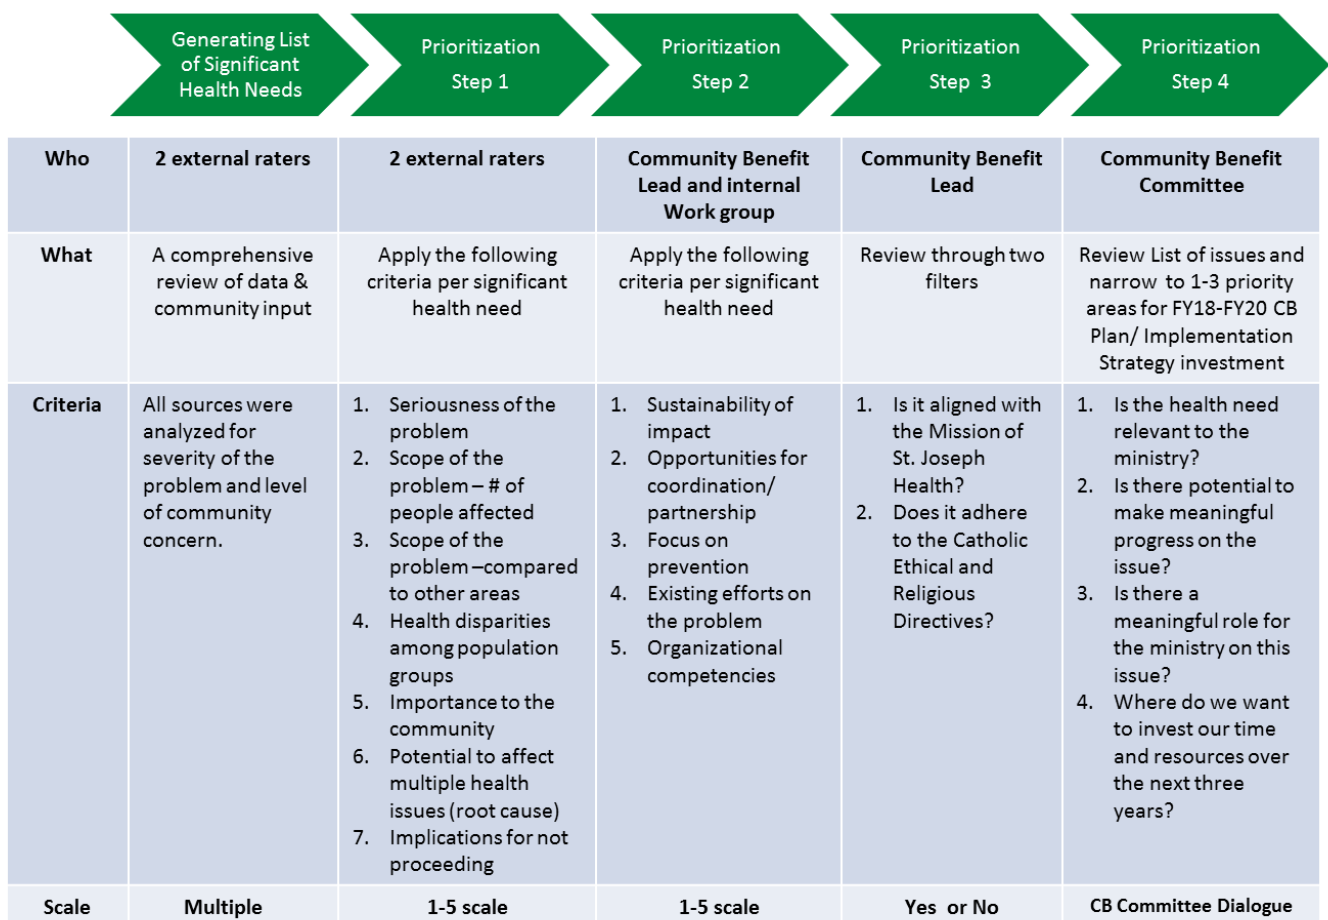 Generating List
of Significant
Health Needs
Prioritization
Step 1
Prioritization
Step 2
Prioritization
Step  3
Prioritization
Step 4
Who
2 external raters
2 external raters
Community Benefit
Lead and internal
Work group
Community Benefit
Lead
Community Benefit
Committee
What
A comprehensive
review of data &
community input
Apply the following
criteria per significant
health need
Apply the following
criteria per significant
health need
Review through two
filters
Review List of issues and
narrow  to 1-3 priority
areas for FY18-FY20 CB
Plan/ Implementation
Strategy investment
Criteria
All sources were
analyzed for
severity of the
problem and level
of community
concern.
1. Seriousness of the
problem
2. Scope of the
problem – # of
people affected
3. Scope of the
problem –compared
to other areas
4. Health disparities
among population
groups
5. Importance to the
community
6. Potential to affect
multiple health
issues (root cause)
7. Implications for not
proceeding
1. Sustainability of
impact
2. Opportunities for
coordination/
partnership
3. Focus on
prevention
4. Existing efforts on
the problem
5. Organizational
competencies
1. Is it aligned with
the Mission of
St. Joseph
Health?
2. Does it adhere
to the Catholic
Ethical and
Religious
Directives?
1. Is the health need
relevant to the
ministry?
2. Is there potential to
make meaningful
progress on the
issue?
3. Is there a
meaningful role for
the ministry on this
issue?
4. Where do we want
to invest our time
and resources over
the next three
years?
Scale
Multiple
1-5 scale
1-5 scale
Yes  or No
CB Committee Dialogue